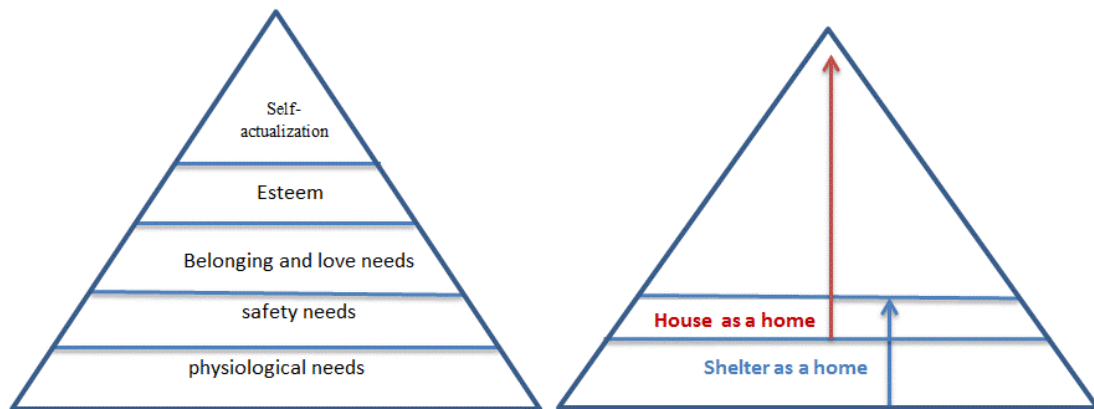 Self-
actualization
Esteem
Belonging and love needs
safety needs
physiological needs
House as a home
Shelter as a home